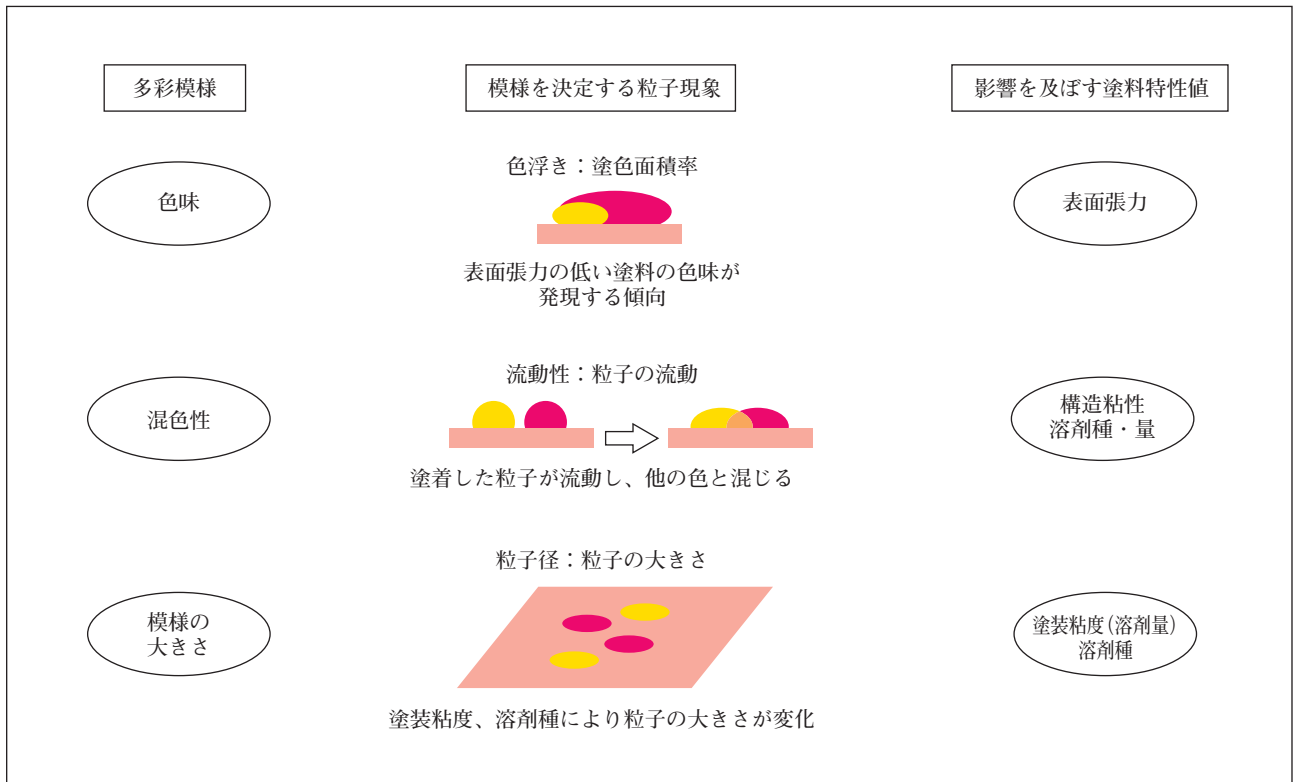 多彩模様
模様を決定する粒子現象
影響を及ぼす塗料特性値
色味
色浮き：塗色面積率
表面張力の低い塗料の色味が
発現する傾向
表面張力
混色性
流動性：粒子の流動
塗着した粒子が流動し、他の色と混じる
構造粘性
溶剤種・量
模様の
大きさ
粒子径：粒子の大きさ
塗装粘度、溶剤種により粒子の大きさが変化
塗装粘度(溶剤量)
溶剤種